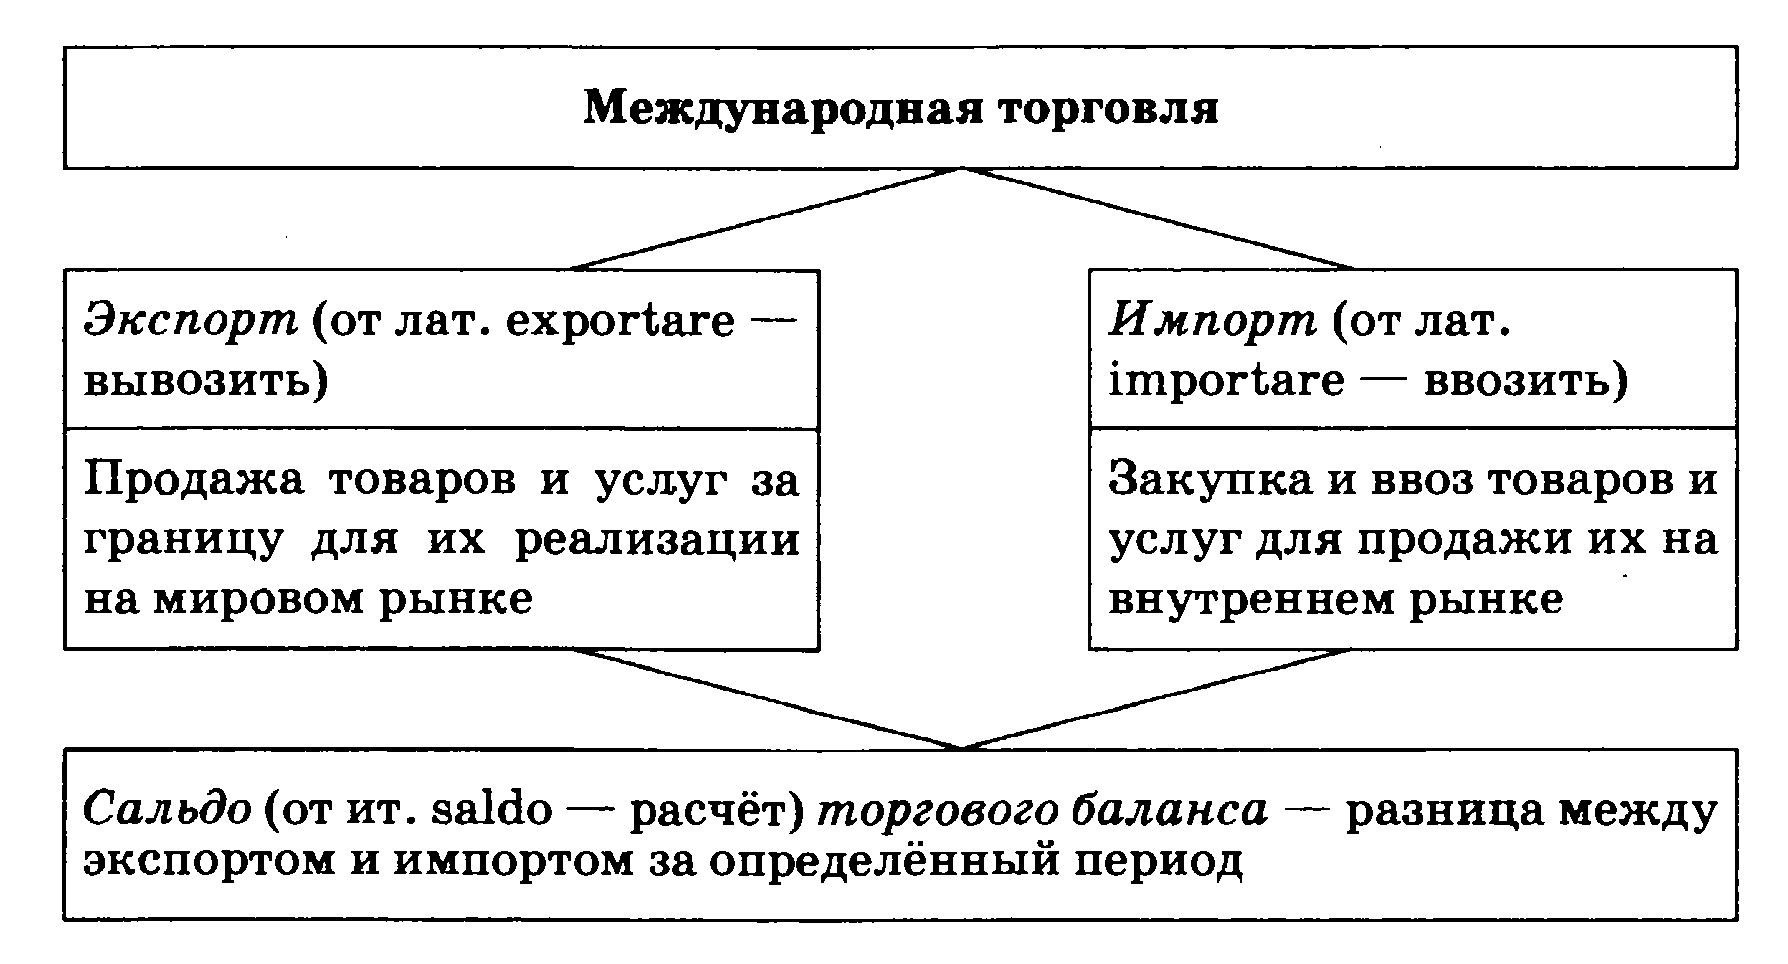 Международная торговля
Экспорт (от лат. exportare —
вывозить)
Продажа товаров и услуг за
границу для их реализации
на мировом рынке
Импорт (от лат.
importare — ввозить)
Закупка и ввоз товаров и
услуг для продажи их на
внутреннем рынке
Сальдо (от ит. saldo — расчёт) торгового баланса — разница между
экспортом и импортом за определённый период